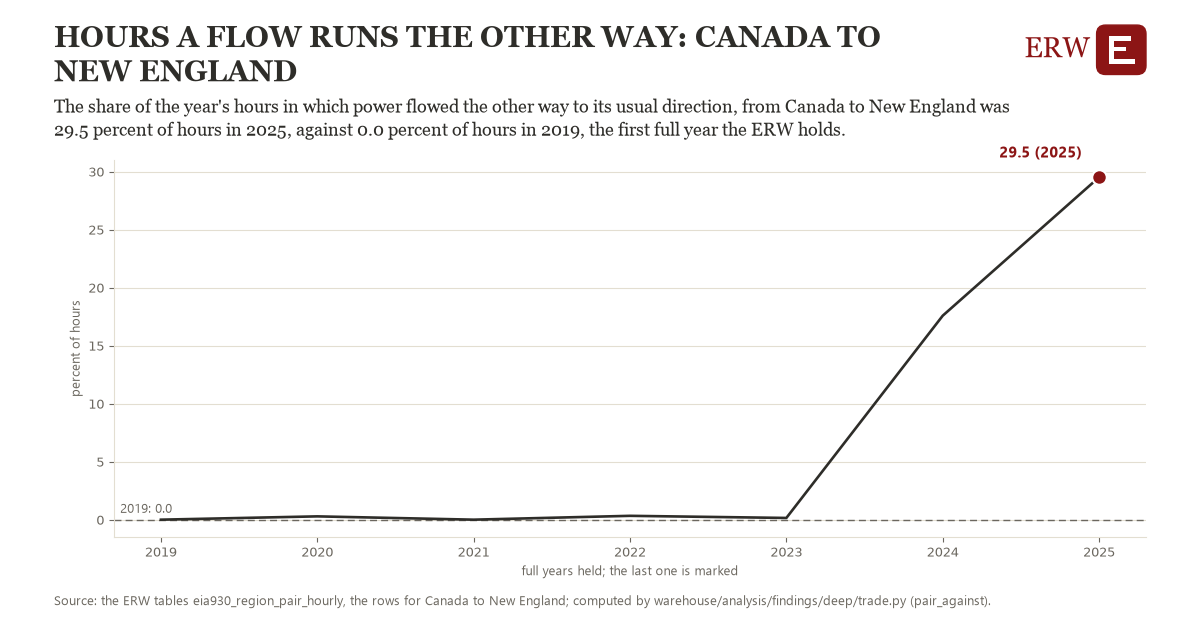 HOURS A FLOW RUNS THE OTHER WAY: CANADA TO
NEW ENGLAND
ERW E
The share of the year's hours in which power flowed the other way to its usual direction, from Canada to New England was
29.5 percent of hours in 2025, against 0.0 percent of hours in 2019, the first full year the ERW holds.
29.5 (2025)
30
25
20
15
10
5
0
percent of hours
2019: 0.0
2019 2020 2021 2022 2023 2024 2025
full years held; the last one is marked
Source: the ERW tables eia930_region_pair_hourly, the rows for Canada to New England; computed by warehouse/analysis/findings/deep/trade.py (pair_against).